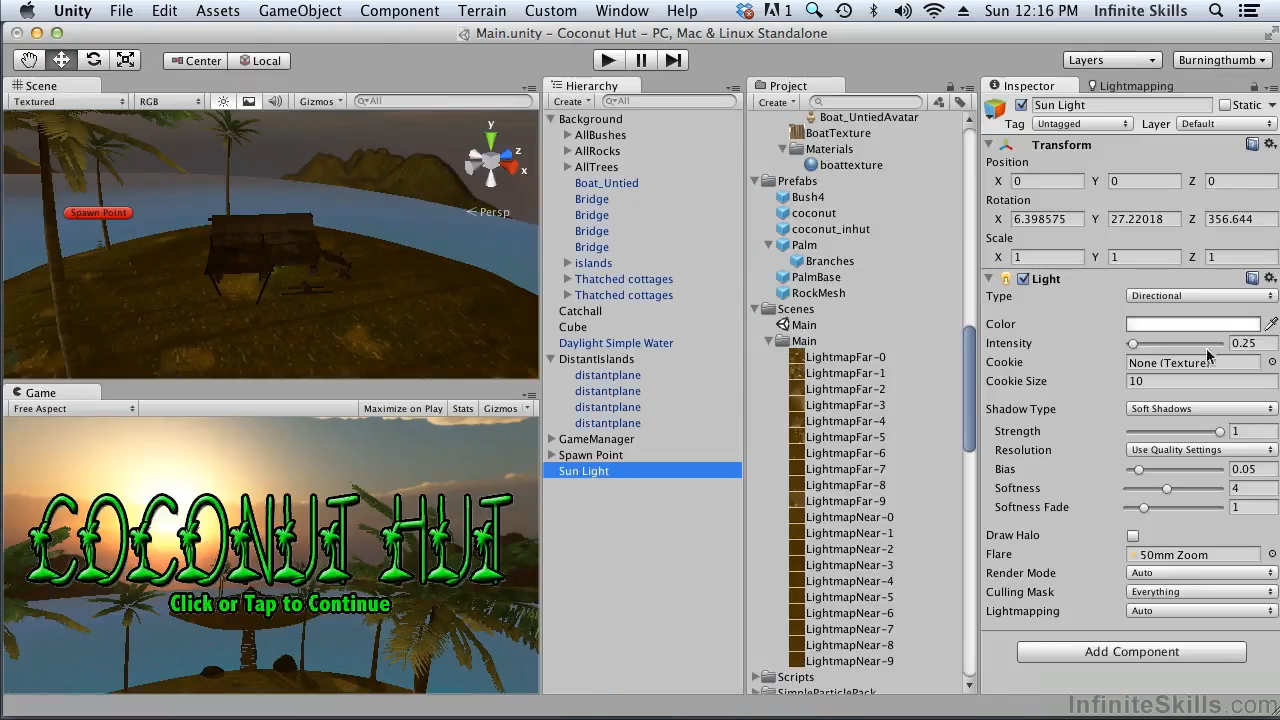 Unity File Edit Assets GameObject Component Terrain Custom Window Help 1 Sun 12:16 PM Infinite Skills
Main.unity - Coconut Hut - PC, Mac & Linux Standalone
Center Local Layers Burningthumb
Scene
Textured RGB Gizmos All
y
z
x
Persp
Spawn Point
Game
Free Aspect Maximize on Play Stats Gizmos
COCONUT HUT
Click or Tap to Continue
Hierarchy
Create All
Background
AllBushes
AllRocks
AllTrees
Boat_Untied
Bridge
Bridge
Bridge
Bridge
islands
Thatched cottages
Thatched cottages
Catchall
Cube
Daylight Simple Water
DistantIslands
distantplane
distantplane
distantplane
distantplane
GameManager
Spawn Point
Sun Light
Project
Create
Boat_UntiedAvatar
BoatTexture
Materials
boattexture
Prefabs
Bush4
coconut
coconut_inhut
Palm
Branches
PalmBase
RockMesh
Scenes
Main
Main
LightmapFar-0
LightmapFar-1
LightmapFar-2
LightmapFar-3
LightmapFar-4
LightmapFar-5
LightmapFar-6
LightmapFar-7
LightmapFar-8
LightmapFar-9
LightmapNear-0
LightmapNear-1
LightmapNear-2
LightmapNear-3
LightmapNear-4
LightmapNear-5
LightmapNear-6
LightmapNear-7
LightmapNear-8
LightmapNear-9
Scripts
SimpleParticlePack
Inspector Lightmapping
Sun Light Static
Tag Untagged Layer Default
Transform
Position
X 0 Y 0 Z 0
Rotation
X 6.398575 Y 27.22018 Z 356.644
Scale
X 1 Y 1 Z 1
Light
Type Directional
Color
Intensity 0.25
Cookie None (Texture)
Cookie Size 10
Shadow Type Soft Shadows
Strength 1
Resolution Use Quality Settings
Bias 0.05
Softness 4
Softness Fade 1
Draw Halo
Flare 50mm Zoom
Render Mode Auto
Culling Mask Everything
Lightmapping Auto
Add Component
InfiniteSkills.com